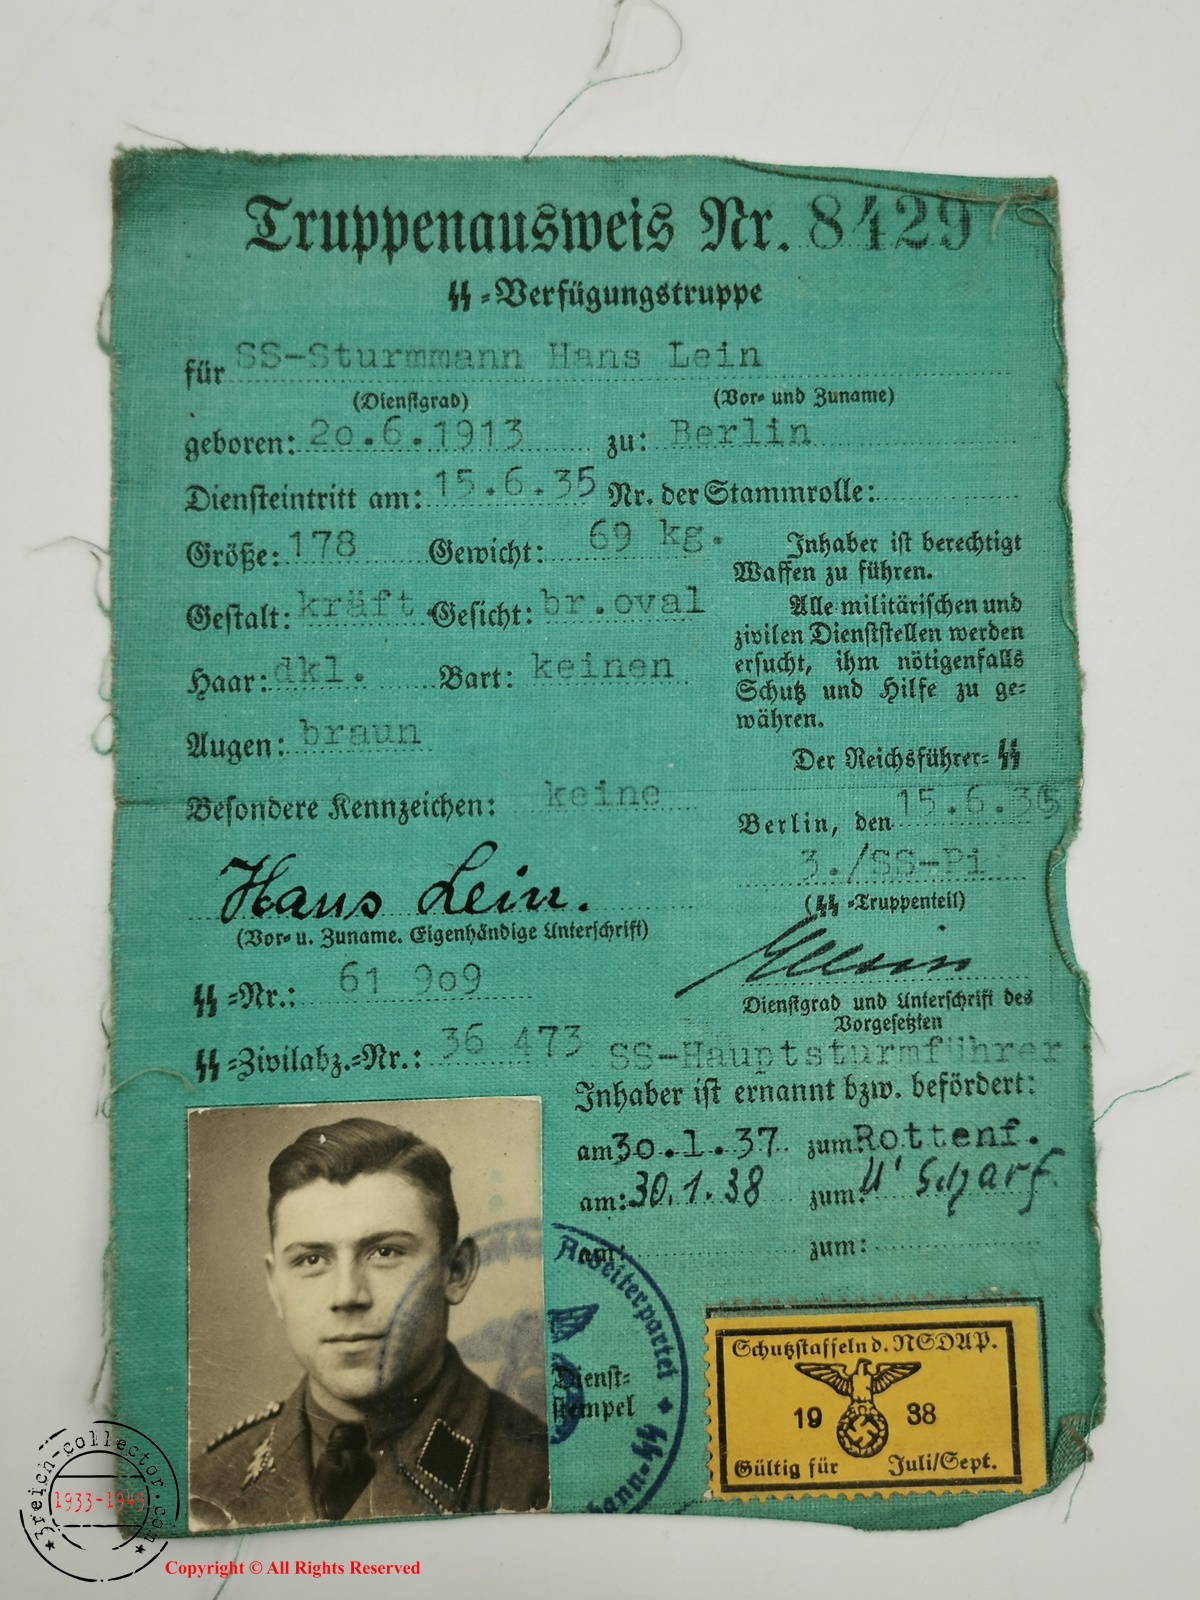 Truppenausweis Nr. 8429
ϟϟ-Verfügungstruppe
für SS-Sturmmann Hans Lein
(Dienstgrad) (Vor- und Zuname)
geboren: 20.6.1913 zu: Berlin
Diensteintritt am: 15.6.35 Nr. der Stammrolle:
Größe: 178 Gewicht: 69 kg.
Gestalt: kräft. Gesicht: br.oval
Haar: dkl. Bart: keinen
Augen: braun
Besondere Kennzeichen: keine
Hans Lein.
(Vor- u. Zuname. Eigenhändige Unterschrift)
ϟϟ-Nr.: 61 909
ϟϟ-Zivilabz.-Nr.: 36 473
Inhaber ist berechtigt
Waffen zu führen.
Alle militärischen und
zivilen Dienststellen werden
ersucht, ihm nötigenfalls
Schutz und Hilfe zu ge-
währen.
Der Reichsführer-ϟϟ
Berlin, den 15.6.36
3./SS-Pi
(ϟϟ-Truppenteil)
Dienstgrad und Unterschrift des
Vorgesetzten
SS-Hauptsturmführer
Inhaber ist ernannt bzw. befördert:
am 30.1.37 zum Rottenf.
am: 30.1.38 zum: U'Scharf.
am: zum:
Arbeiterpartei
Dienst-
stempel
Schutzstaffeln d. NSDAP.
19 38
Gültig für Juli/Sept.
3reich-collector.com
1933-1945
Copyright © All Rights Reserved